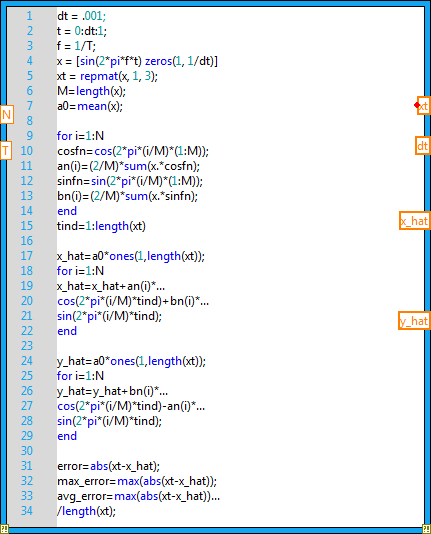 1 dt = .001;
2 t = 0:dt:1;
3 f = 1/T;
4 x = [sin(2*pi*f*t) zeros(1, 1/dt)]
5 xt = repmat(x, 1, 3);
6 M=length(x);
7 a0=mean(x);
xt
N
8
9 for i=1:N
dt
T
10 cosfn=cos(2*pi*(i/M)*(1:M));
11 an(i)=(2/M)*sum(x.*cosfn);
12 sinfn=sin(2*pi*(i/M)*(1:M));
13 bn(i)=(2/M)*sum(x.*sinfn);
14 end
x_hat
15 tind=1:length(xt)
16
17 x_hat=a0*ones(1,length(xt));
18 for i=1:N
19 x_hat=x_hat+an(i)*...
20 cos(2*pi*(i/M)*tind)+bn(i)*...
21 sin(2*pi*(i/M)*tind);
y_hat
22 end
23
24 y_hat=a0*ones(1,length(xt));
25 for i=1:N
26 y_hat=y_hat+bn(i)*...
27 cos(2*pi*(i/M)*tind)-an(i)*...
28 sin(2*pi*(i/M)*tind);
29 end
30
31 error=abs(xt-x_hat);
32 max_error=max(abs(xt-x_hat));
33 avg_error=max(abs(xt-x_hat))...
34 /length(xt);
?! ?!